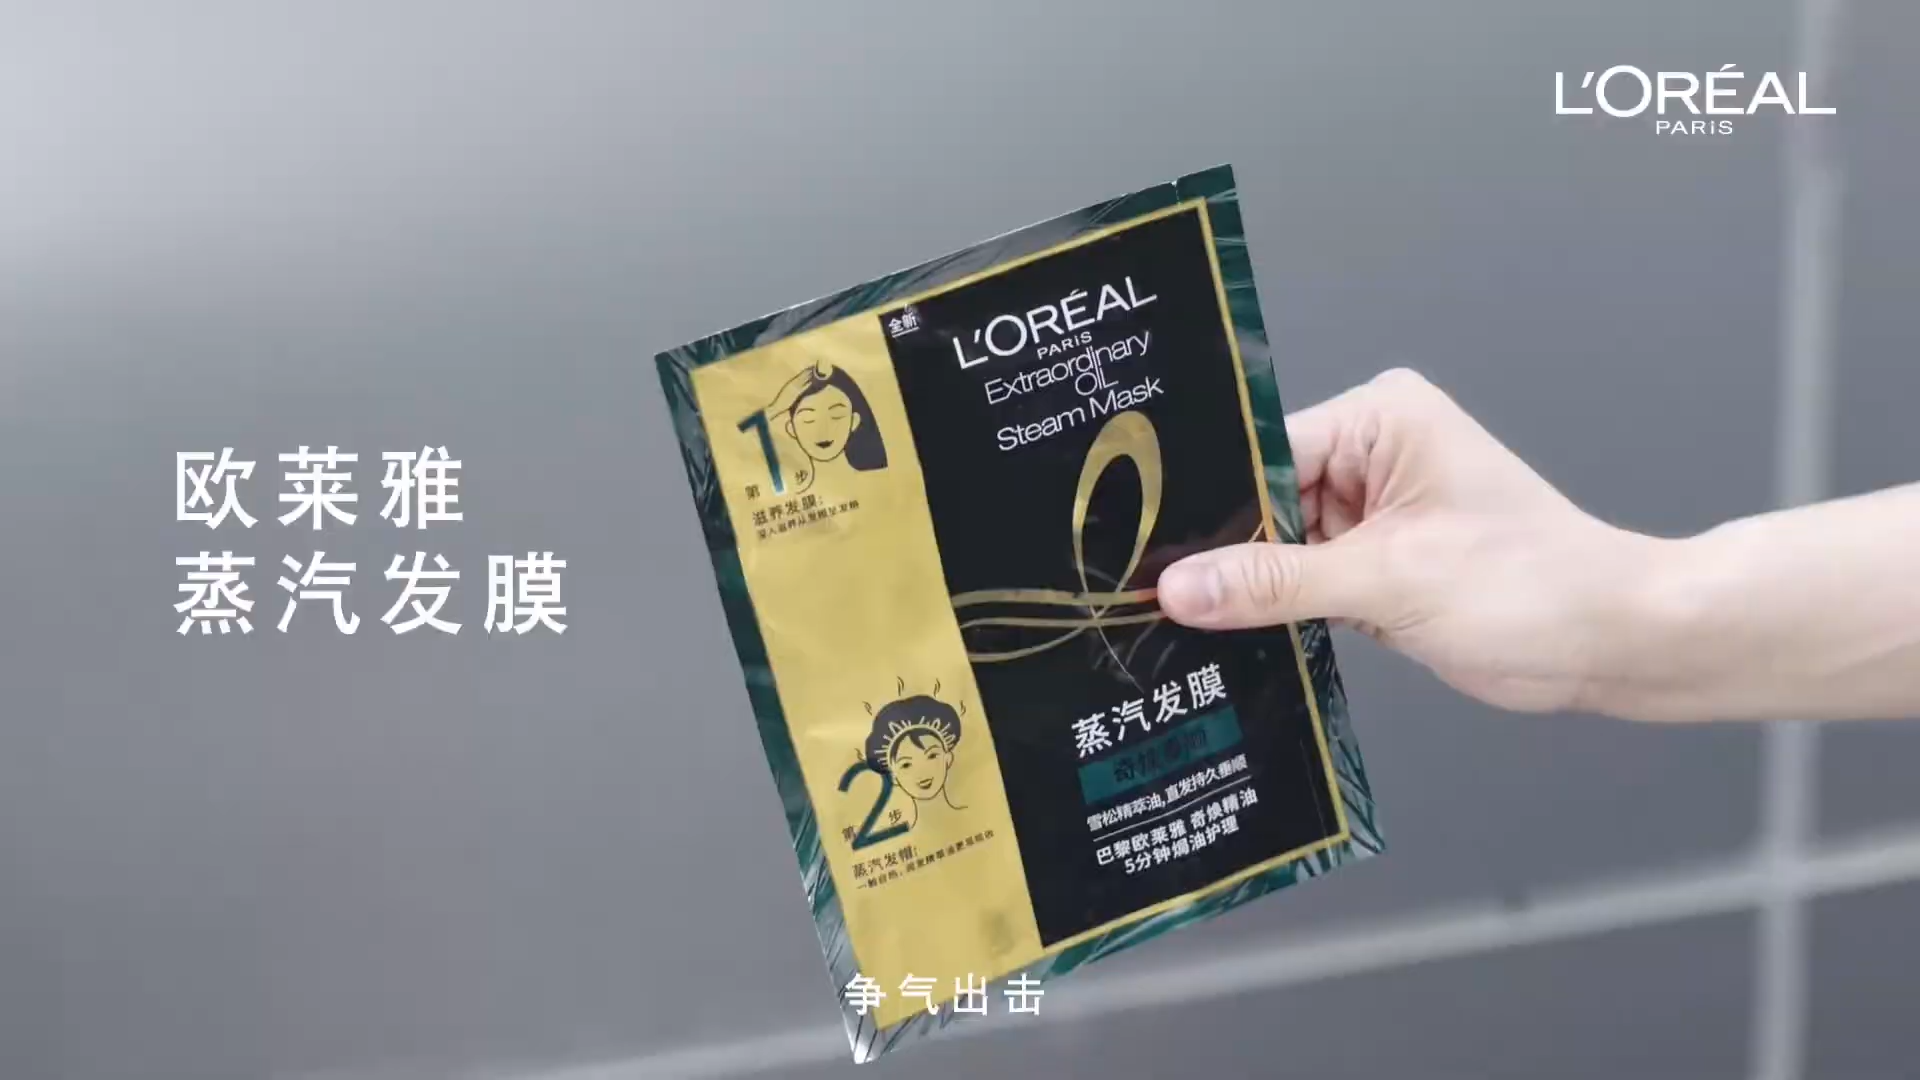 L'ORÉAL
PARIS
欧莱雅
蒸汽发膜
全新
L'ORÉAL
PARIS
Extraordinary
OIL
Steam Mask
第1步
滋养发膜:
第2步
蒸汽发帽:
蒸汽发膜
雪松精萃油,直发持久垂顺
巴黎欧莱雅 奇焕精油
5分钟焗油护理
争气出击